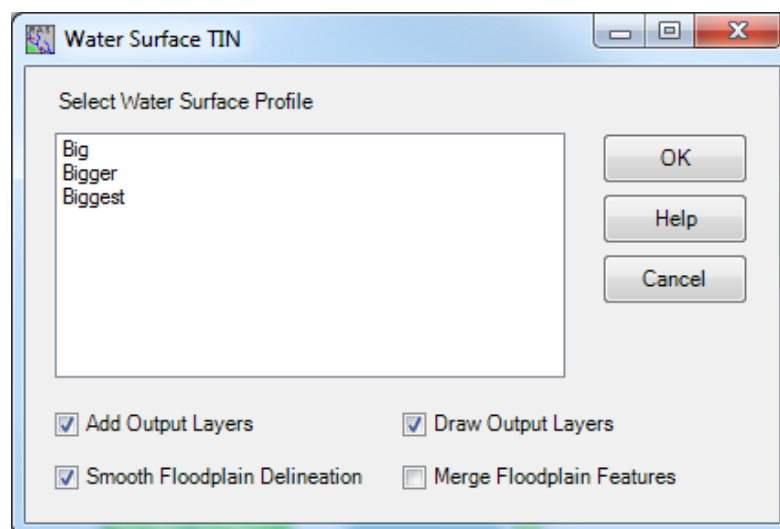 Water Surface TIN
Select Water Surface Profile
Big
Bigger
Biggest
OK
Help
Cancel
Add Output Layers
Draw Output Layers
Smooth Floodplain Delineation
Merge Floodplain Features